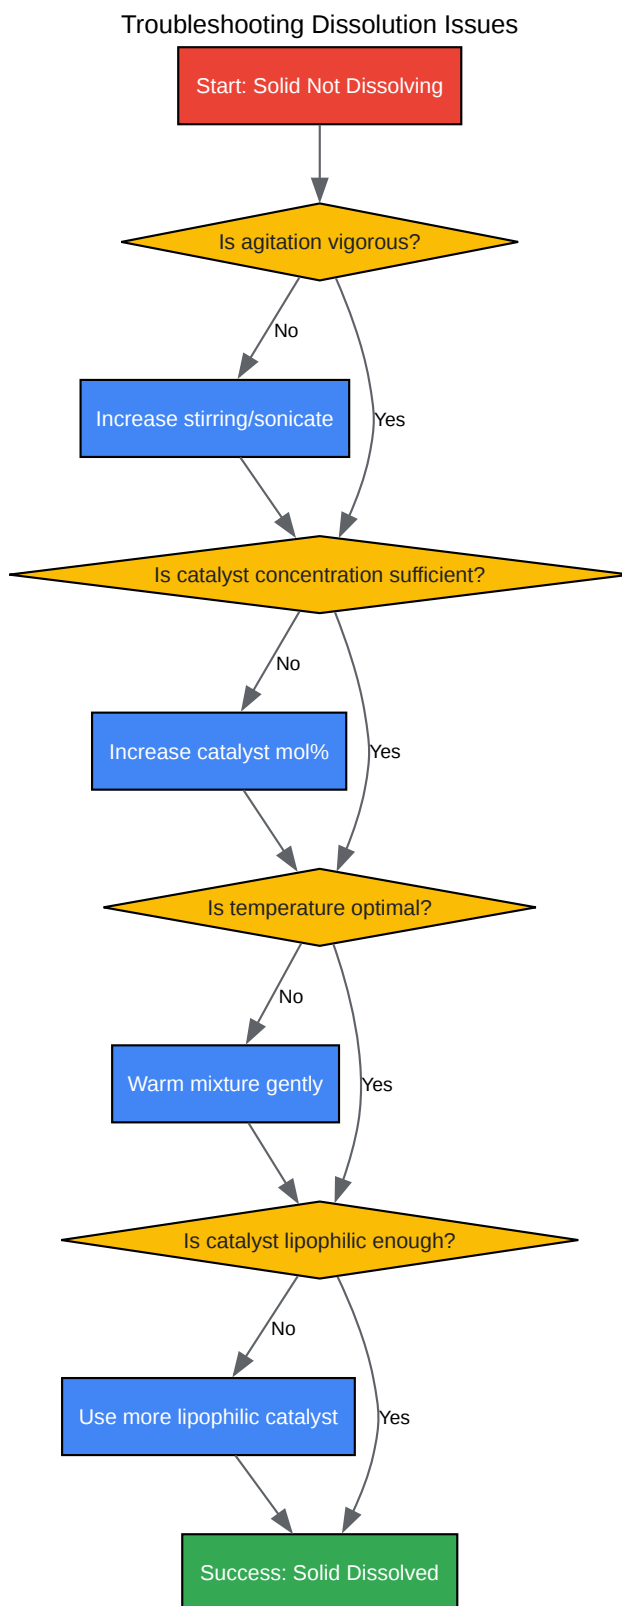 Troubleshooting Dissolution Issues
Start: Solid Not Dissolving
Is agitation vigorous?
No
Increase stirring/sonicate
Yes
Is catalyst concentration sufficient?
No
Increase catalyst mol%
Yes
Is temperature optimal?
No
Warm mixture gently
Yes
Is catalyst lipophilic enough?
No
Use more lipophilic catalyst
Yes
Success: Solid Dissolved